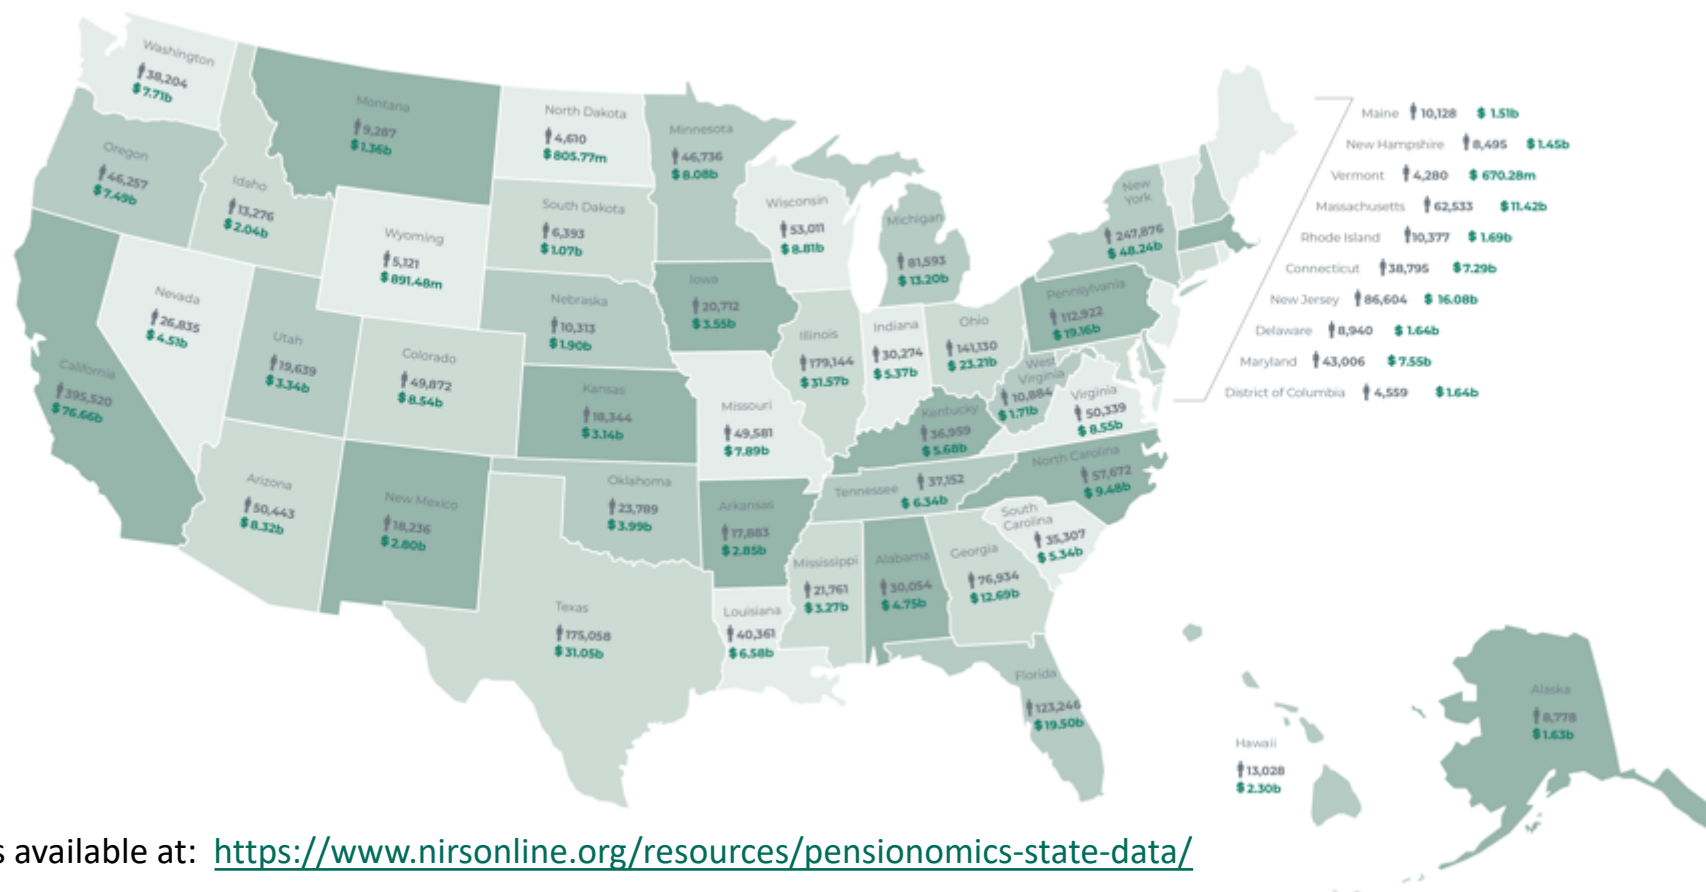 Washington
38,204
$7.71b
Oregon
46,257
$7.49b
Idaho
13,276
$2.04b
Montana
9,287
$1.36b
North Dakota
4,610
$805.77m
Minnesota
46,736
$8.08b
Wisconsin
53,011
$8.81b
Michigan
81,593
$13.20b
New
York
247,876
$48.24b
South Dakota
6,393
$1.07b
Wyoming
5,121
$891.48m
Nevada
26,835
$4.51b
Utah
19,639
$3.34b
California
395,520
$76.66b
Colorado
49,872
$8.54b
Nebraska
10,313
$1.90b
Iowa
20,712
$3.55b
Illinois
179,144
$31.57b
Indiana
30,274
$5.37b
Ohio
141,130
$23.21b
Pennsylvania
112,922
$19.16b
West
Virginia
10,884
$1.71b
Virginia
50,339
$8.55b
Kansas
18,344
$3.14b
Missouri
49,581
$7.89b
Kentucky
36,959
$5.68b
North Carolina
57,672
$9.48b
Tennessee 37,152
$6.34b
Arizona
50,443
$8.32b
New Mexico
18,236
$2.80b
Oklahoma
23,789
$3.99b
Arkansas
17,883
$2.85b
South
Carolina
35,307
$5.34b
Mississippi
21,761
$3.27b
Alabama
30,054
$4.75b
Georgia
76,934
$12.69b
Texas
175,058
$31.05b
Louisiana
40,361
$6.58b
Florida
123,246
$19.50b
Maine 10,128 $1.51b
New Hampshire 8,495 $1.45b
Vermont 4,280 $670.28m
Massachusetts 62,533 $11.42b
Rhode Island 10,377 $1.69b
Connecticut 38,795 $7.29b
New Jersey 86,604 $16.08b
Delaware 8,940 $1.64b
Maryland 43,006 $7.55b
District of Columbia 4,559 $1.64b
Hawaii
13,028
$2.30b
Alaska
8,778
$1.63b
s available at: https://www.nirsonline.org/resources/pensionomics-state-data/